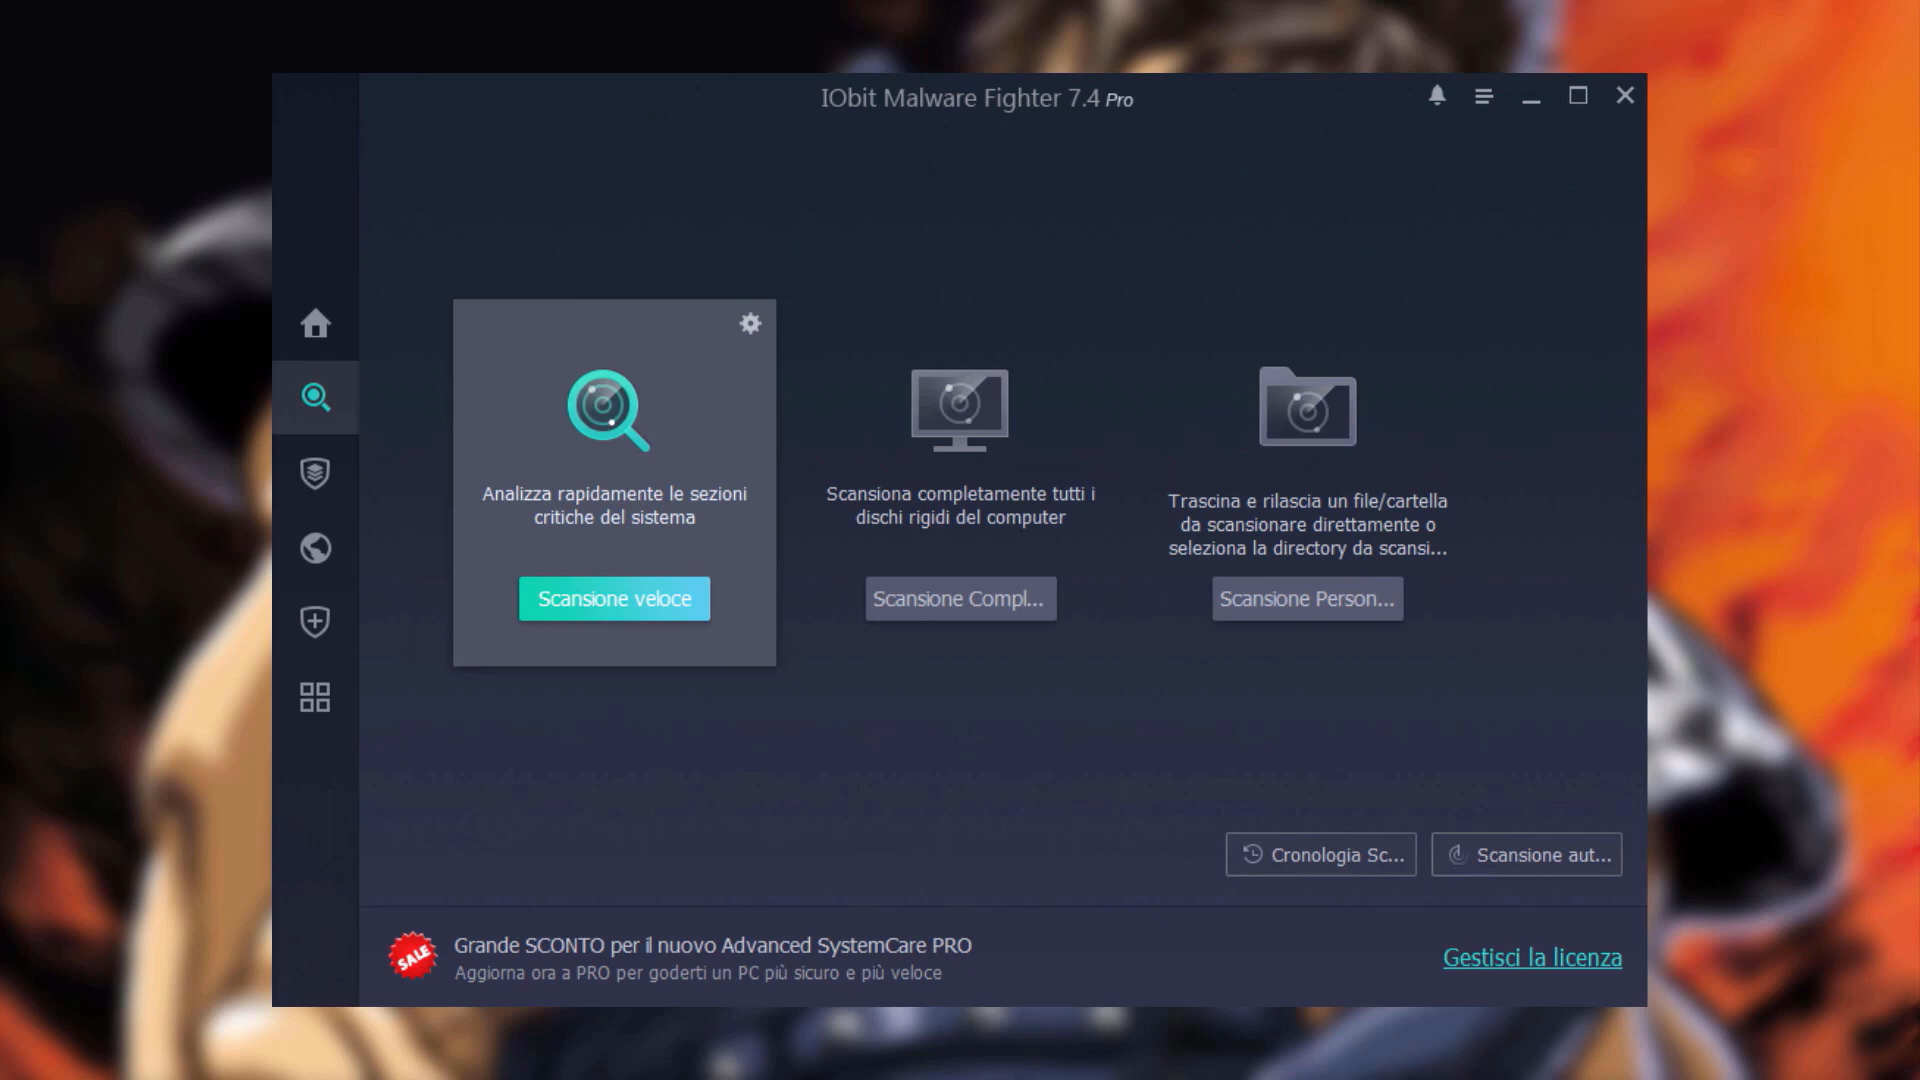 IObit Malware Fighter 7.4 Pro
Analizza rapidamente le sezioni
critiche del sistema
Scansione veloce
Scansiona completamente tutti i
dischi rigidi del computer
Scansione Compl...
Trascina e rilascia un file/cartella
da scansionare direttamente o
seleziona la directory da scansi...
Scansione Person...
Cronologia Sc...
Scansione aut...
SALE
Grande SCONTO per il nuovo Advanced SystemCare PRO
Aggiorna ora a PRO per goderti un PC più sicuro e più veloce
Gestisci la licenza